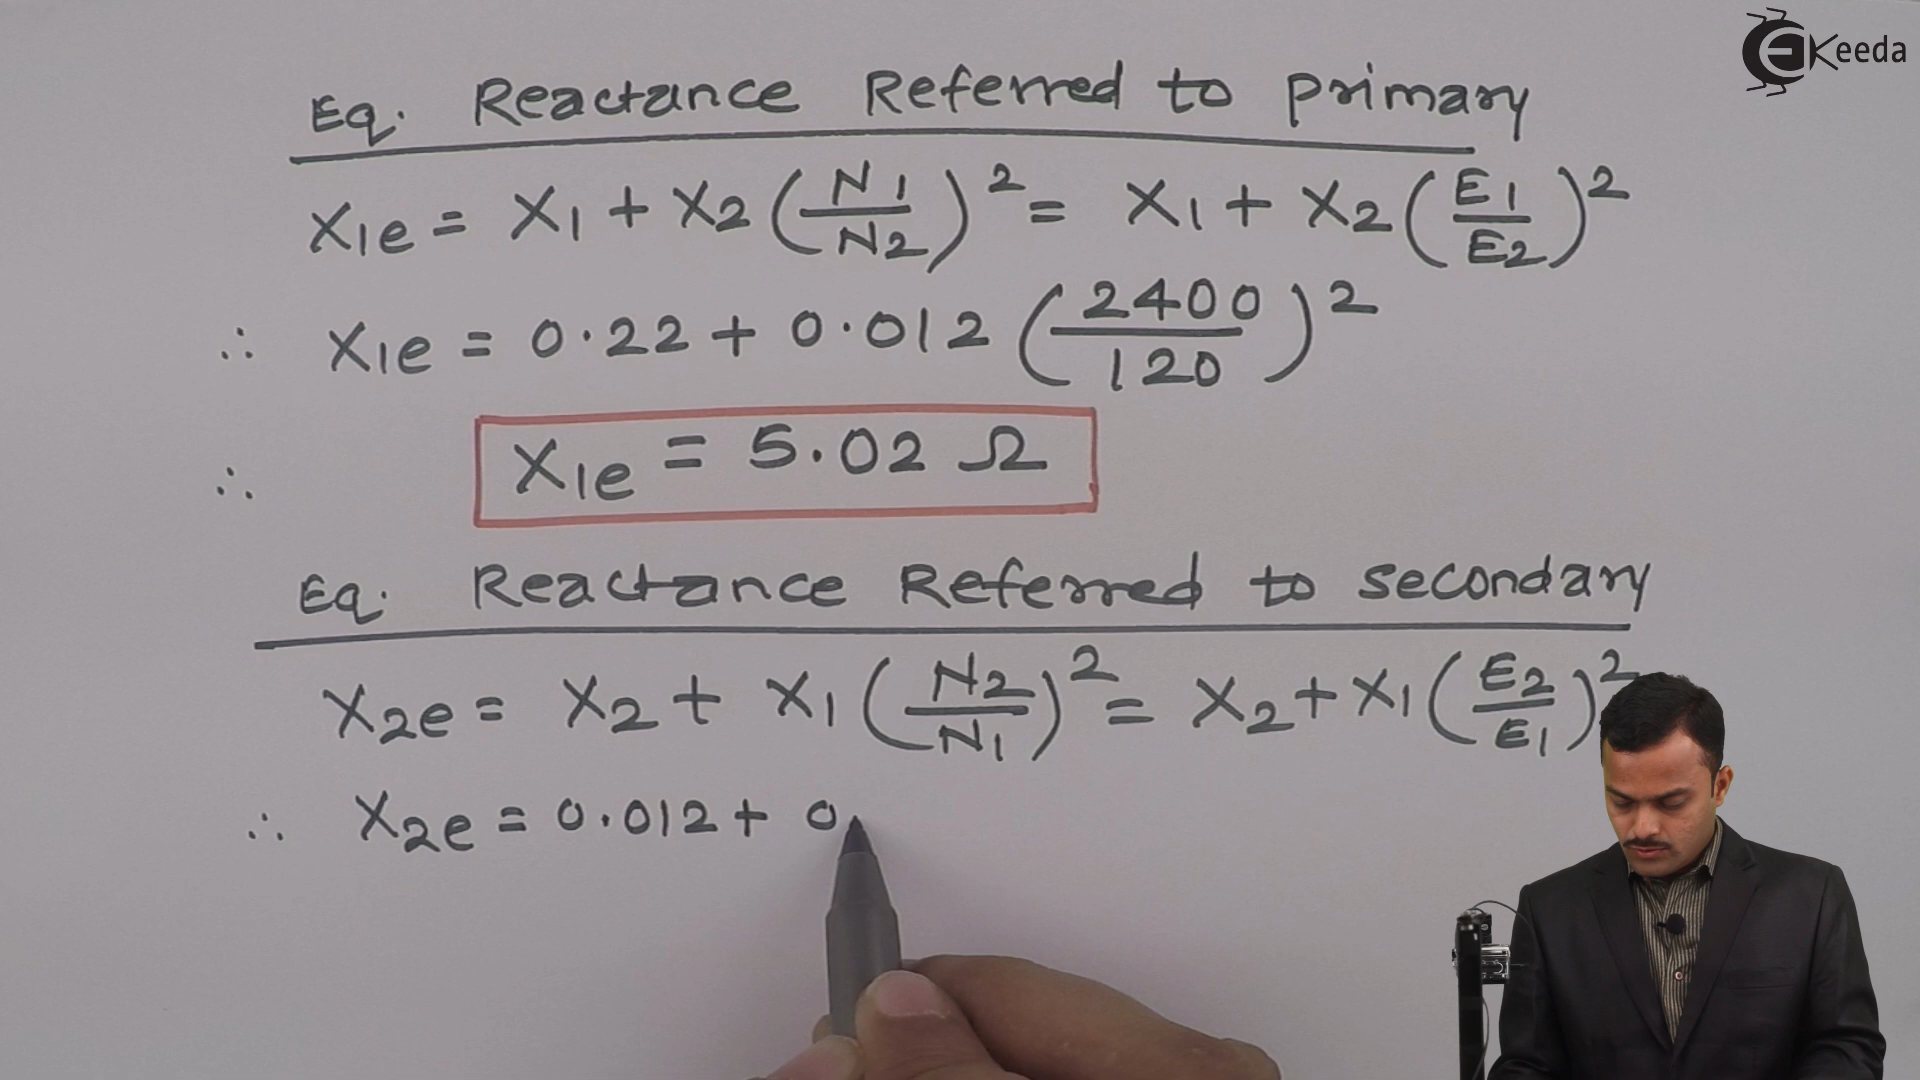 EKeeda
Eq. Reactance Referred to primary
X1e = X1 + X2 (N1/N2)² = X1 + X2 (E1/E2)²
∴ X1e = 0.22 + 0.012 (2400/120)²
∴ X1e = 5.02 Ω
Eq. Reactance Referred to secondary
X2e = X2 + X1 (N2/N1)² = X2 + X1 (E2/E1)²
∴ X2e = 0.012 + 0.